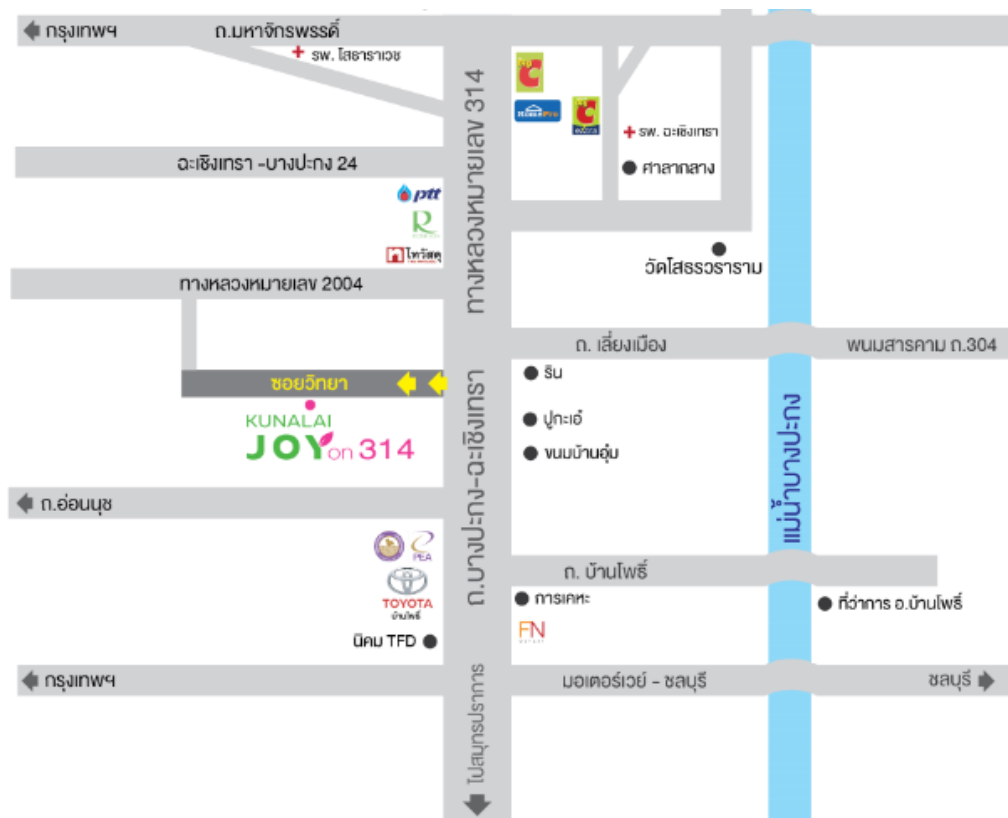 กรุงเทพฯ
ถ.มหาจักรพรรดิ์
รพ. โสธาราเวช
ทางหลวงหมายเลข 314
C
HomePro
C
extra
รพ. ฉะเชิงเทรา
ศาลากลาง
ฉะเชิงเทรา -บางปะกง 24
ptt
R
ไทวัสดุ
วัดโสธรวราราม
ทางหลวงหมายเลข 2004
ถ. เลี่ยงเมือง
พนมสารคาม ถ.304
ซอยวิทยา
KUNALAI
JOY on 314
ริน
ปูกะเอ๋
ขนมบ้านอุ๋ม
ถ.บางปะกง-ฉะเชิงเทรา
แม่น้ำบางปะกง
ถ.อ่อนนุช
PEA
TOYOTA
บ้านโพธิ์
นิคม TFD
ถ. บ้านโพธิ์
การเคหะ
FN
OUTLET
ที่ว่าการ อ.บ้านโพธิ์
กรุงเทพฯ
มอเตอร์เวย์ - ชลบุรี
ชลบุรี
ไปสมุทรปราการ